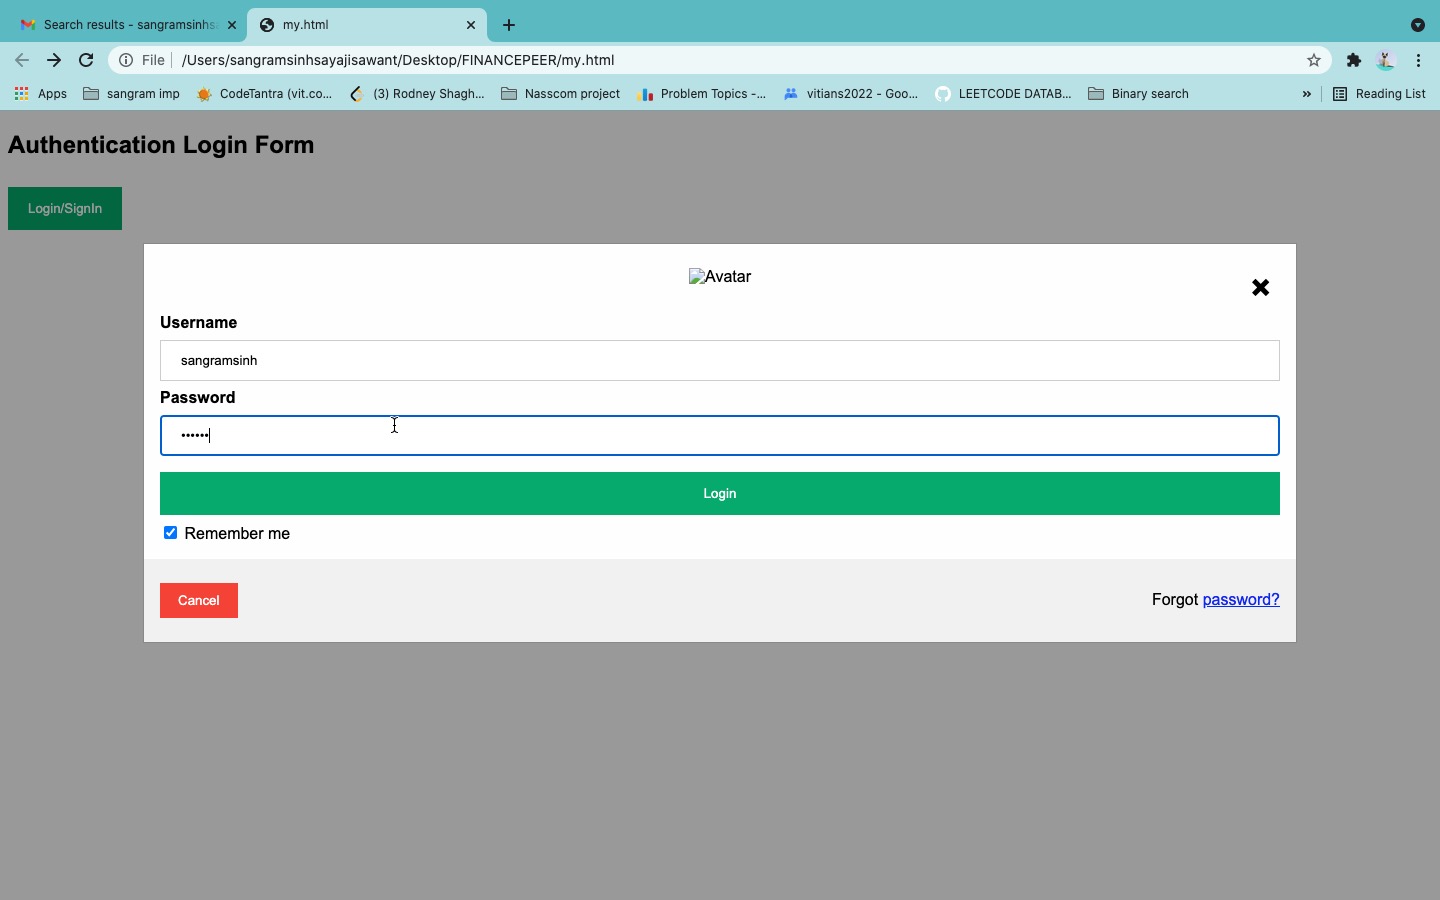 Search results - sangramsinhs
my.html
File /Users/sangramsinhsayajisawant/Desktop/FINANCEPEER/my.html
Apps sangram imp CodeTantra (vit.co... (3) Rodney Shagh... Nasscom project Problem Topics -... vitians2022 - Goo... LEETCODE DATAB... Binary search » Reading List
Authentication Login Form
Login/SignIn
Avatar
Username
sangramsinh
Password
••••••
Login
Remember me
Cancel
Forgot password?